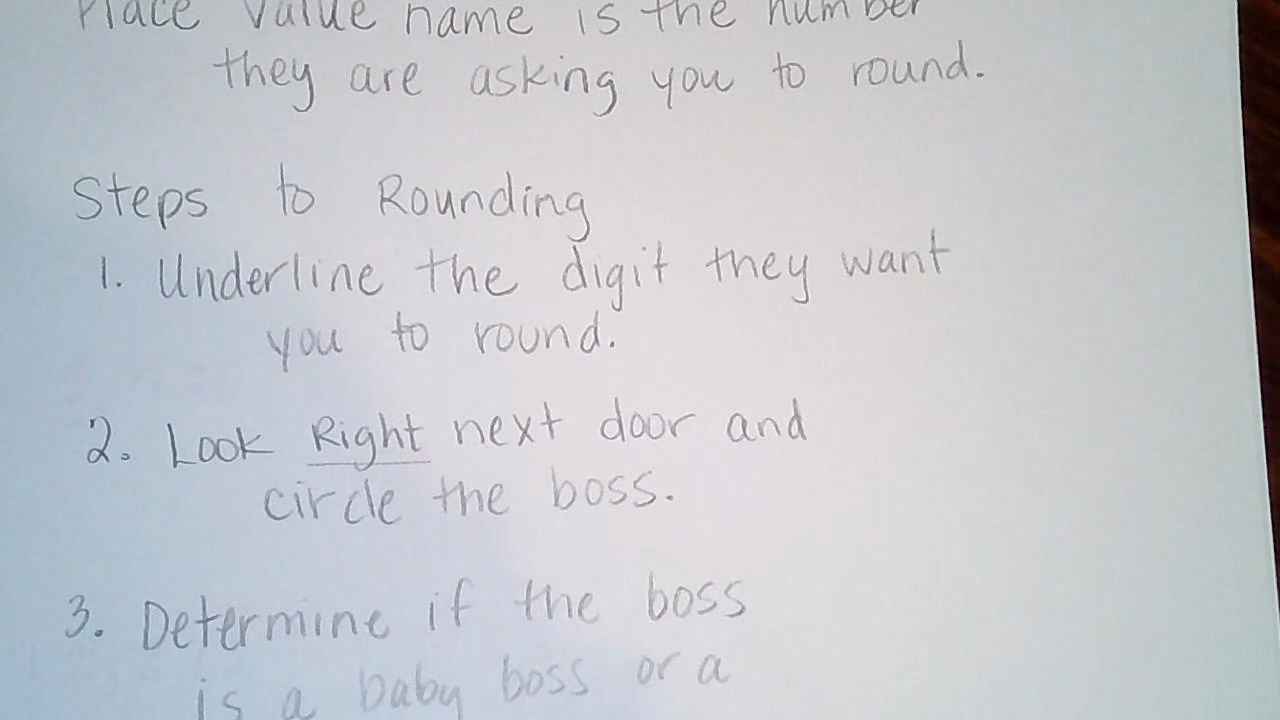 Place Value name is the number
they are asking you to round.
Steps to Rounding
1. Underline the digit they want
you to round.
2. Look Right next door and
circle the boss.
3. Determine if the boss
is a baby boss or a